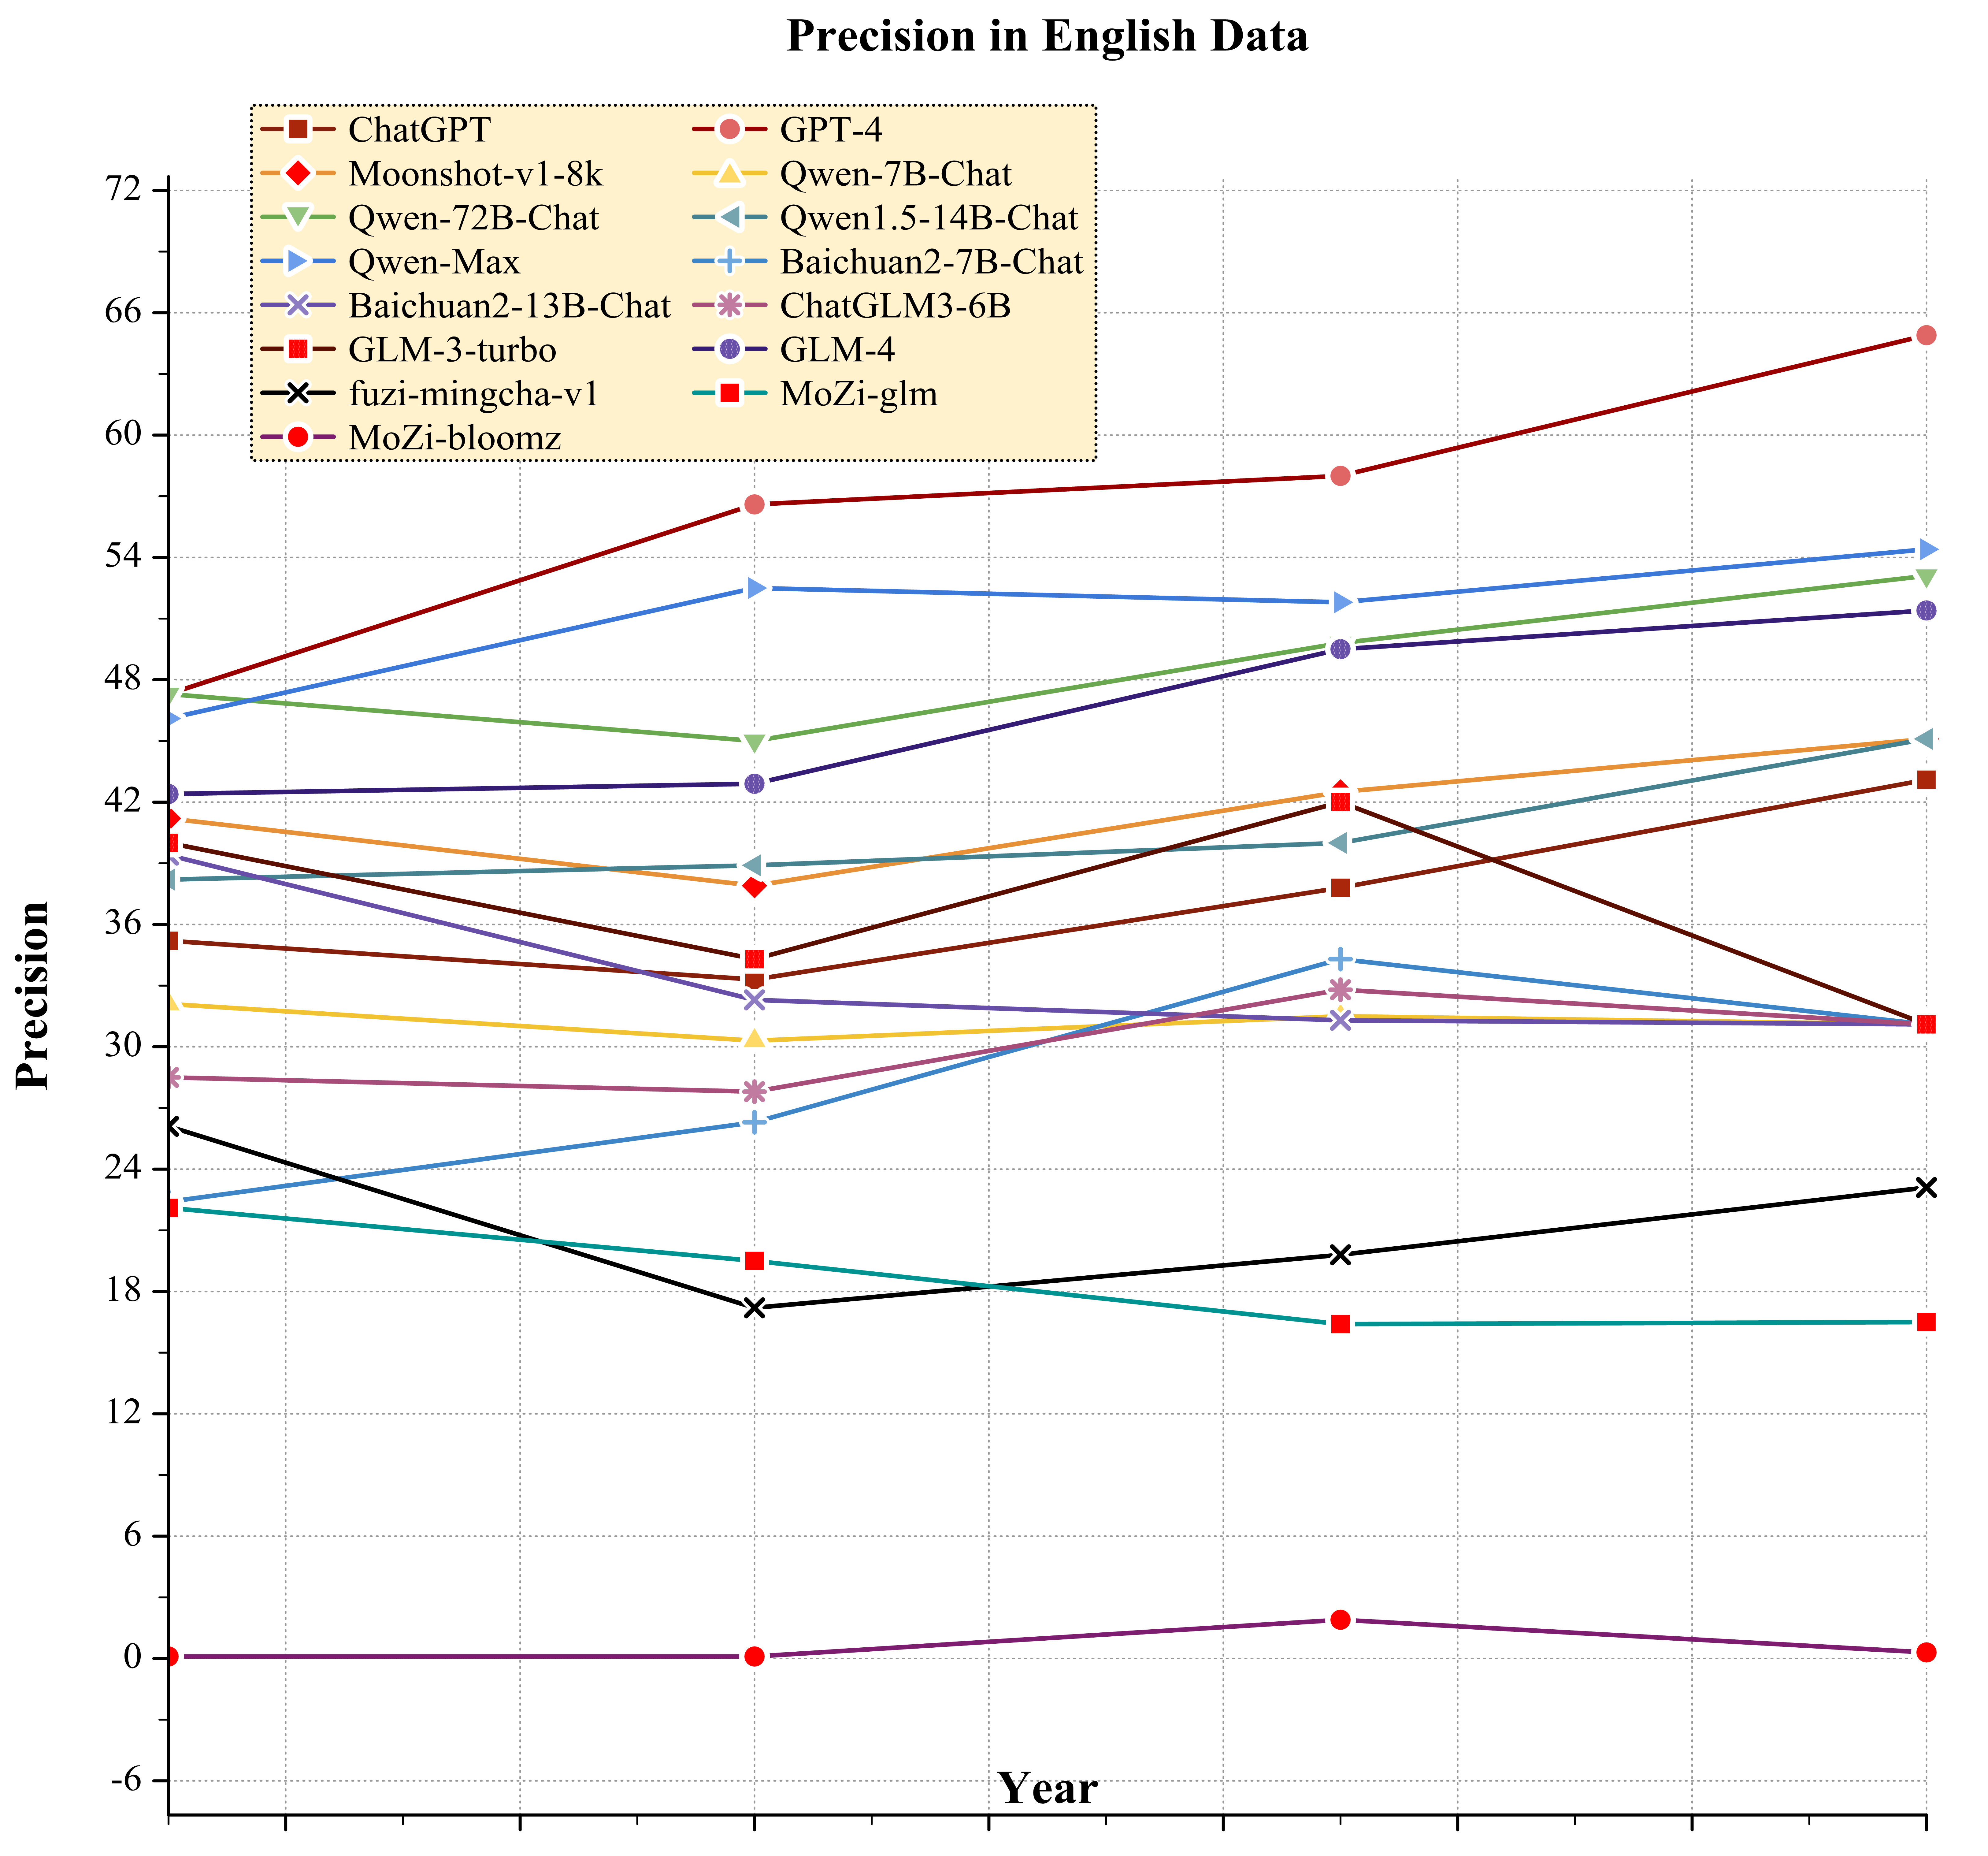 Precision in English Data
ChatGPT GPT-4
Moonshot-v1-8k Qwen-7B-Chat
Qwen-72B-Chat Qwen1.5-14B-Chat
Qwen-Max Baichuan2-7B-Chat
Baichuan2-13B-Chat ChatGLM3-6B
GLM-3-turbo GLM-4
fuzi-mingcha-v1 MoZi-glm
MoZi-bloomz
72
66
60
54
48
42
36
30
24
18
12
6
0
-6
Precision
Year